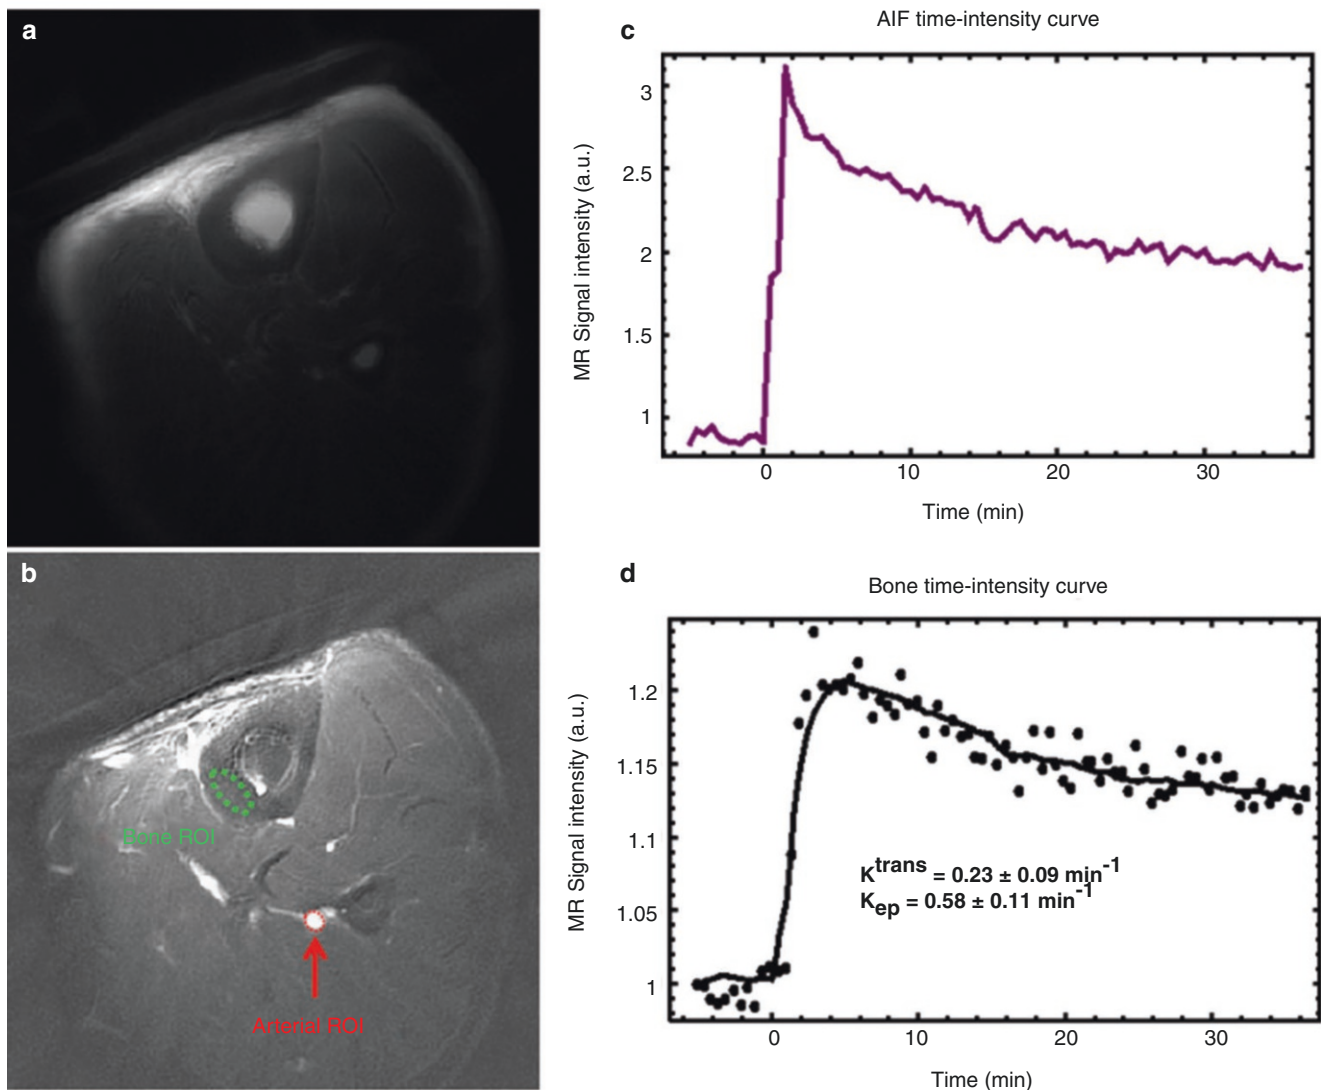 a
b
Bone ROI
Arterial ROI
c
AIF time-intensity curve
MR Signal intensity (a.u.)
3
2.5
2
1.5
1
0 10 20 30
Time (min)
d
Bone time-intensity curve
MR Signal intensity (a.u.)
1.2
1.15
1.1
1.05
1
K^trans = 0.23 ± 0.09 min^-1
K_ep = 0.58 ± 0.11 min^-1
0 10 20 30
Time (min)